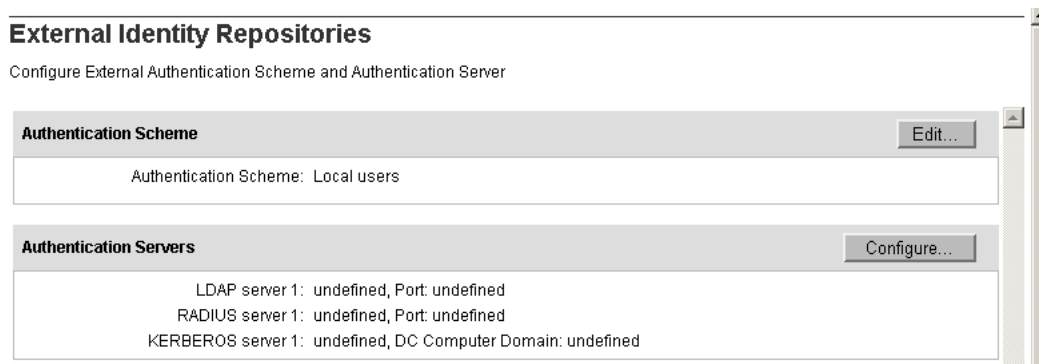 External Identity Repositories
Configure External Authentication Scheme and Authentication Server
Authentication Scheme Edit...
Authentication Scheme: Local users
Authentication Servers Configure...
LDAP server 1: undefined, Port: undefined
RADIUS server 1: undefined, Port: undefined
KERBEROS server 1: undefined, DC Computer Domain: undefined